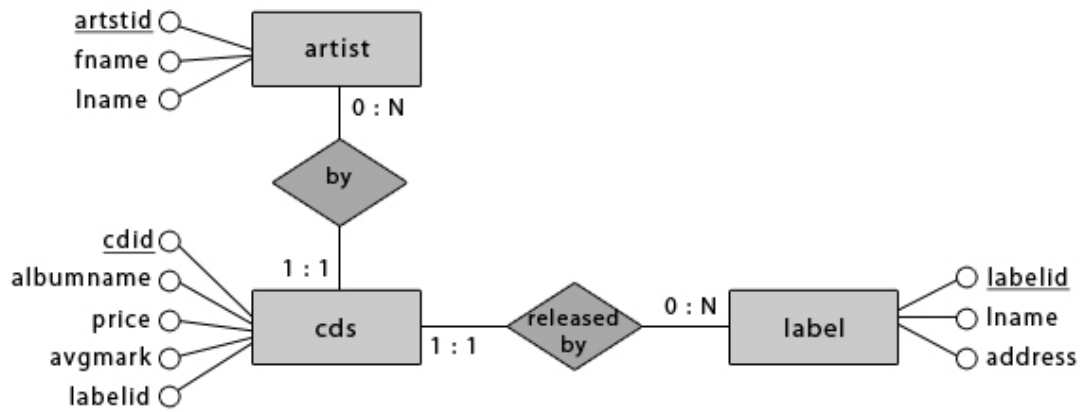 artstid
fname
lname
artist
0 : N
by
1 : 1
cdid
albumname
price
avgmark
labelid
cds
1 : 1
released
by
0 : N
label
labelid
lname
address